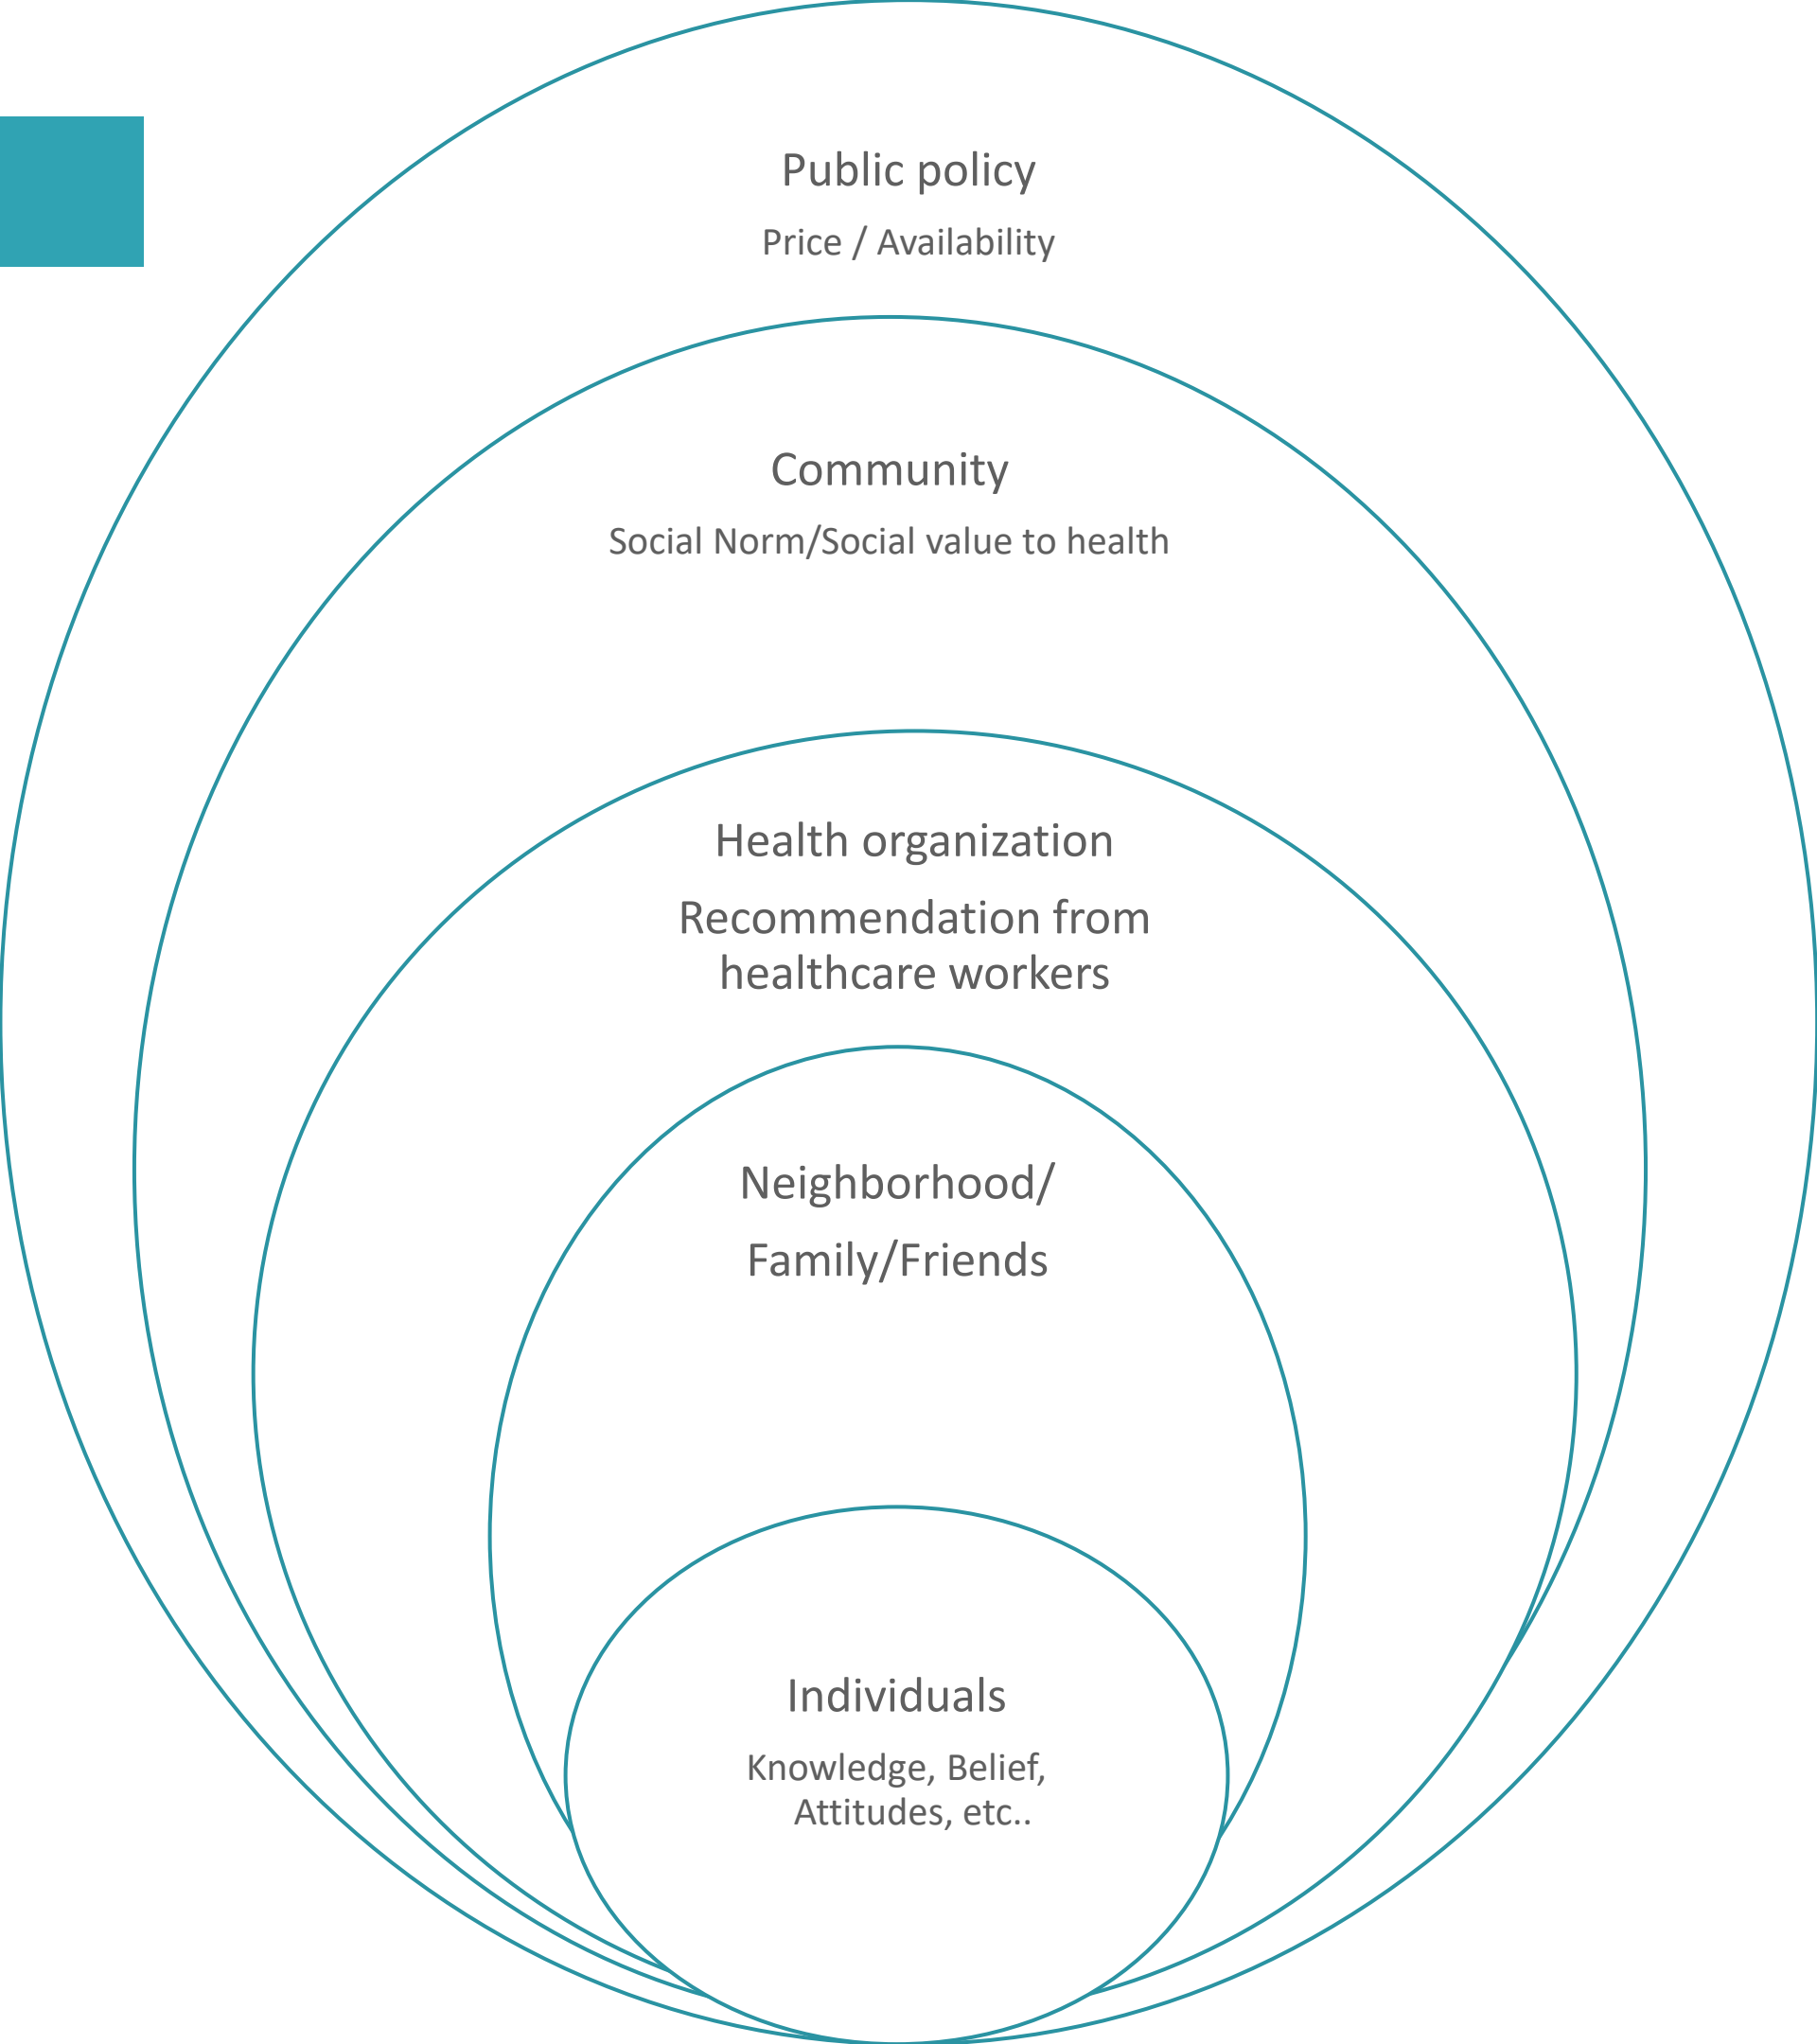 Public policy
Price / Availability
Community
Social Norm/Social value to health
Health organization
Recommendation from
healthcare workers
Neighborhood/
Family/Friends
Individuals
Knowledge, Belief,
Attitudes, etc..